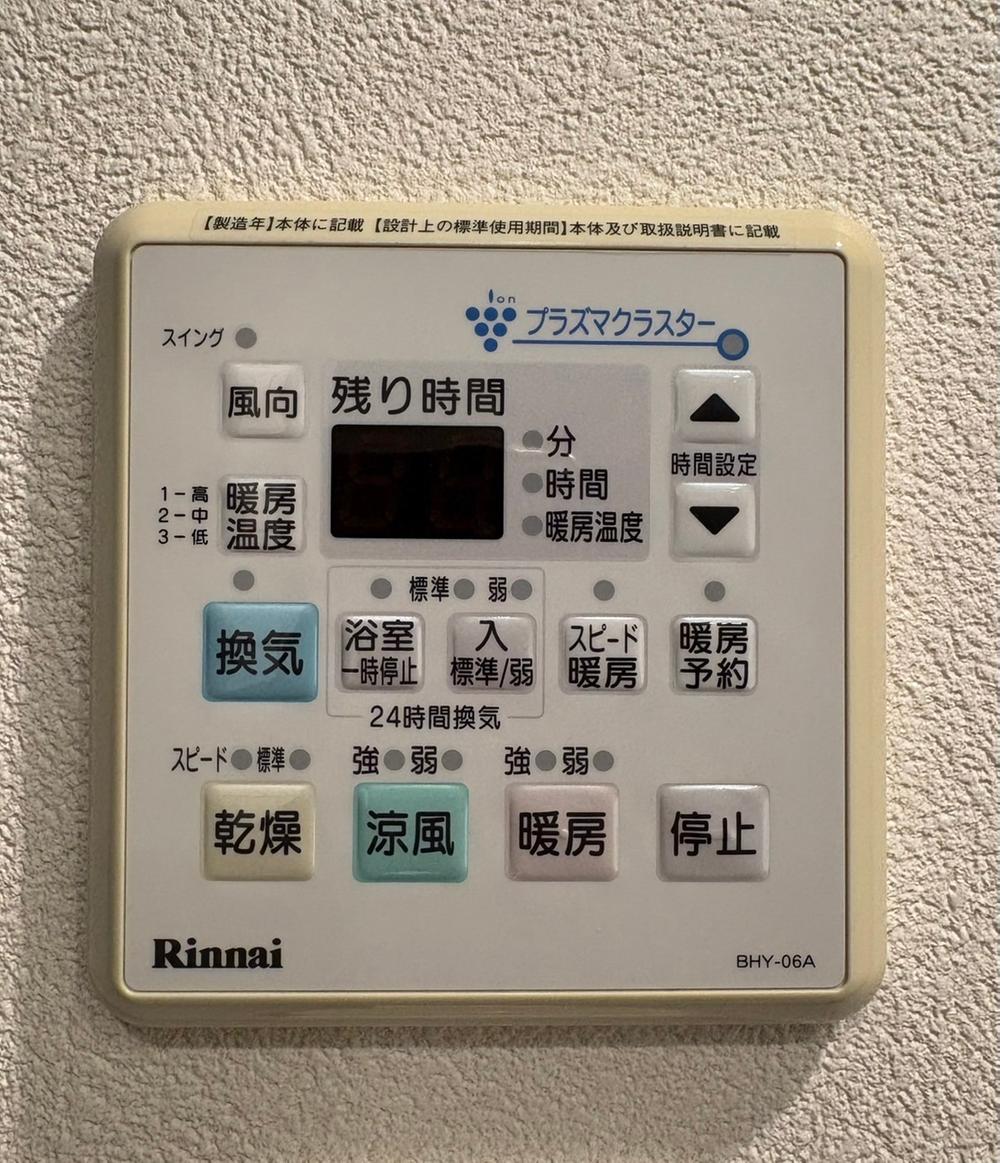 【製造年】本体に記載 【設計上の標準使用期間】本体及び取扱説明書に記載
ion
プラズマクラスター
スイング
風向
残り時間
分
時間
暖房温度
時間設定
1－高
2－中
3－低
暖房
温度
換気
標準 弱
浴室
一時停止
入
標準/弱
24時間換気
スピード
暖房
暖房
予約
スピード 標準
乾燥
強 弱
涼風
強 弱
暖房
停止
Rinnai
BHY-06A